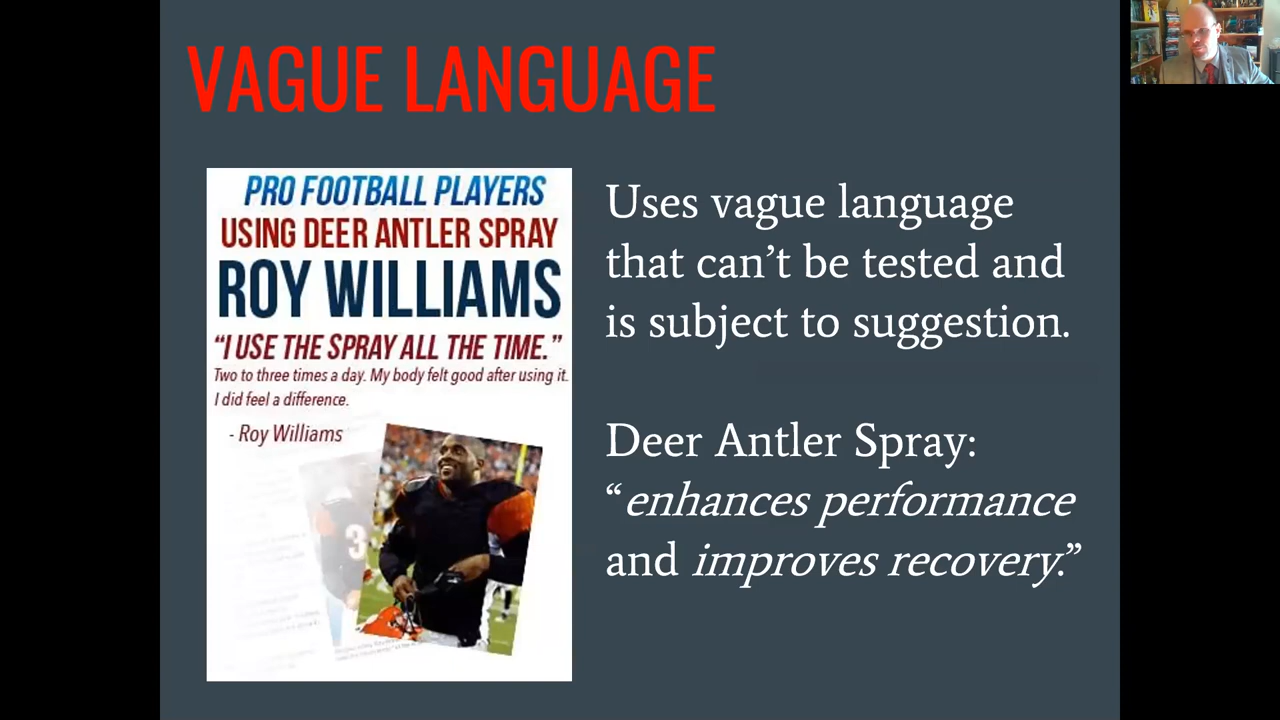 VAGUE LANGUAGE
PRO FOOTBALL PLAYERS
USING DEER ANTLER SPRAY
ROY WILLIAMS
“I USE THE SPRAY ALL THE TIME.”
Two to three times a day. My body felt good after using it.
I did feel a difference.
- Roy Williams
3
Uses vague language
that can’t be tested and
is subject to suggestion.
Deer Antler Spray:
“enhances performance
and improves recovery.”